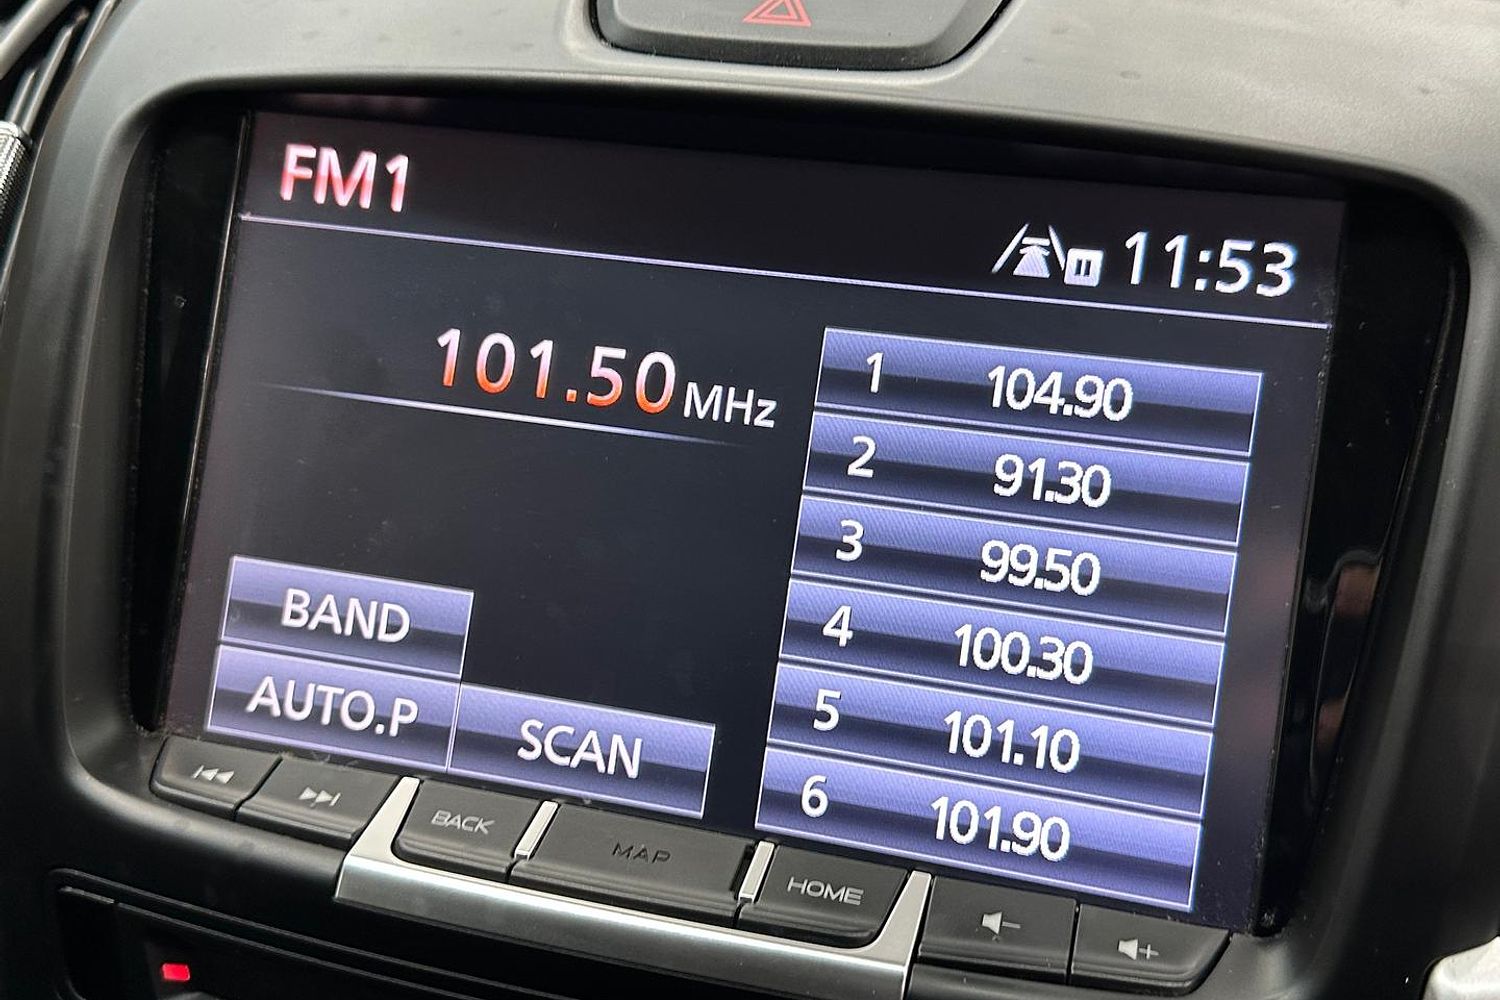 FM1
11:53
101.50 MHz
1 104.90
2 91.30
3 99.50
4 100.30
5 101.10
6 101.90
BAND
AUTO.P
SCAN
BACK
MAP
HOME